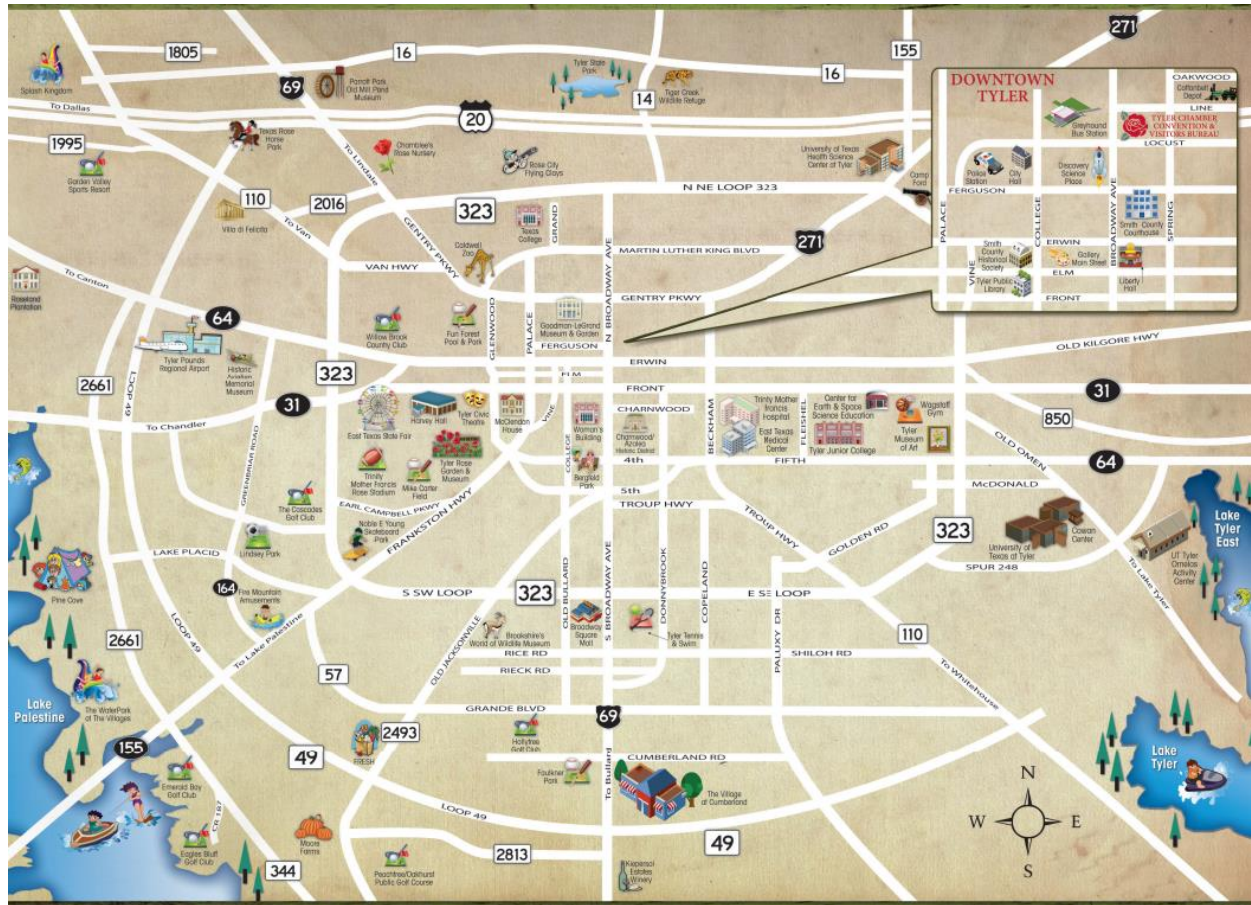 1805
16
155
271
Splash Kingdom
69
Parrott Park
Old Mill Pond
Museum
Tyler State
Park
16
14
Tiger Creek
Wildlife Refuge
To Dallas
20
1995
Texas Rose
Horse
Park
Chamblee's
Rose Nursery
Rose City
Flying Clays
University of Texas
Health Science
Center at Tyler
Camp
Ford
To Lindale
Garden Valley
Sports Resort
110
2016
323
N NE LOOP 323
Villa di Felicita
To Van
GENTRY PKWY
Texas
College
GRAND
Caldwell
Zoo
MARTIN LUTHER KING BLVD
271
VAN HWY
To Canton
Roseland
Plantation
64
GENTRY PKWY
N BROADWAY AVE
Willow Brook
County Club
Fun Forest
Pool & Park
GLENWOOD
PALACE
Goodman-LeGrand
Museum & Garden
FERGUSON
Tyler Pounds
Regional Airport
Historic
Aviation
Memorial
Museum
323
ERWIN
OLD KILGORE HWY
ELM
2661
LOOP 49
31
FRONT
31
To Chandler
East Texas State Fair
Harvey Hall
Tyler Civic
Theatre
McClendon
House
VINE
Woman's
Building
CHARNWOOD
Charnwood/
Azalea
Historic District
BECKHAM
Trinity Mother
Francis
Hospital
East Texas
Medical
Center
FLEISHEL
Center for
Earth & Space
Science Education
Tyler Junior College
Wagstaff
Gym
Tyler
Museum
of Art
850
OLD OMEN
64
GREENBRIAR ROAD
Trinity
Mother Francis
Rose Stadium
Mike Carter
Field
Tyler Rose
Garden &
Museum
COLLEGE
Bergfeld
Park
4th
FIFTH
5th
McDONALD
The Cascades
Golf Club
EARL CAMPBELL PKWY
FRANKSTON HWY
TROUP HWY
TROUP HWY
GOLDEN RD
323
University of
Texas at Tyler
Cowan
Center
Lake
Tyler
East
Lindsey Park
Noble E Young
Skateboard
Park
LAKE PLACID
SPUR 248
UT Tyler
Ornelas
Activity
Center
To Lake Tyler
Pine Cove
164
Fire Mountain
Amusements
S SW LOOP
323
OLD BULLARD
S BROADWAY AVE
DONNYBROOK
COPELAND
E SE LOOP
PALUXY DR
110
2661
LOOP 49
To Lake Palestine
57
OLD JACKSONVILLE
Brookshire's
World of Wildlife Museum
Broadway
Square
Mall
Tyler Tennis
& Swim
RICE RD
SHILOH RD
RIECK RD
To Whitehouse
Lake
Palestine
The WaterPark
at The Villages
GRANDE BLVD
69
155
49
2493
FRESH
Hollytree
Golf Club
CUMBERLAND RD
Lake
Tyler
Emerald Bay
Golf Club
Faulkner
Park
To Bullard
The Village
at Cumberland
CR 187
LOOP 49
49
Moore
Farms
Eagles Bluff
Golf Club
344
Peachtree/Oakhurst
Public Golf Course
2813
Kiepersol
Estates
Winery
N
W
E
S
DOWNTOWN
TYLER
OAKWOOD
Cottonbelt
Depot
LINE
Greyhound
Bus Station
TYLER CHAMBER
CONVENTION &
VISITORS BUREAU
LOCUST
Police
Station
City
Hall
Discovery
Science
Place
FERGUSON
PALACE
COLLEGE
BROADWAY AVE
SPRING
Smith County
Courthouse
ERWIN
VINE
Smith
County
Historical
Society
Gallery
Main Street
ELM
Liberty
Hall
Tyler Public
Library
FRONT